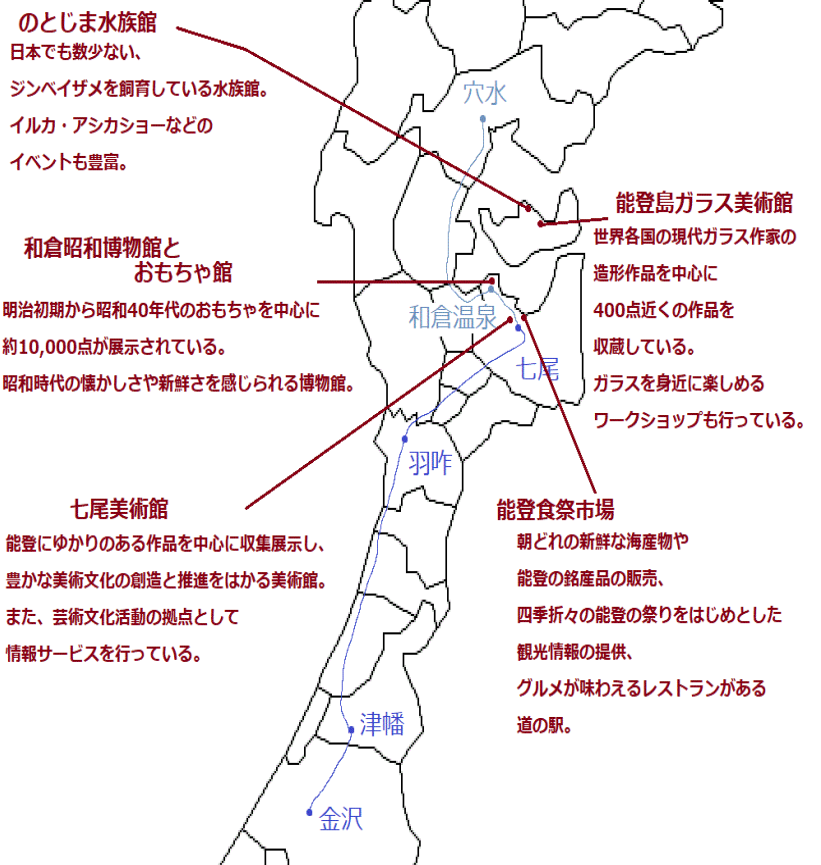 のとじま水族館
日本でも数少ない、
ジンベイザメを飼育している水族館。
イルカ・アシカショーなどの
イベントも豊富。
穴水
能登島ガラス美術館
世界各国の現代ガラス作家の
造形作品を中心に
400点近くの作品を
収蔵している。
ガラスを身近に楽しめる
ワークショップも行っている。
和倉昭和博物館と
おもちゃ館
明治初期から昭和40年代のおもちゃを中心に
約10,000点が展示されている。
昭和時代の懐かしさや新鮮さを感じられる博物館。
和倉温泉
七尾
羽咋
七尾美術館
能登にゆかりのある作品を中心に収集展示し、
豊かな美術文化の創造と推進をはかる美術館。
また、芸術文化活動の拠点として
情報サービスを行っている。
能登食祭市場
朝どれの新鮮な海産物や
能登の銘産品の販売、
四季折々の能登の祭りをはじめとした
観光情報の提供、
グルメが味わえるレストランがある
道の駅。
津幡
金沢